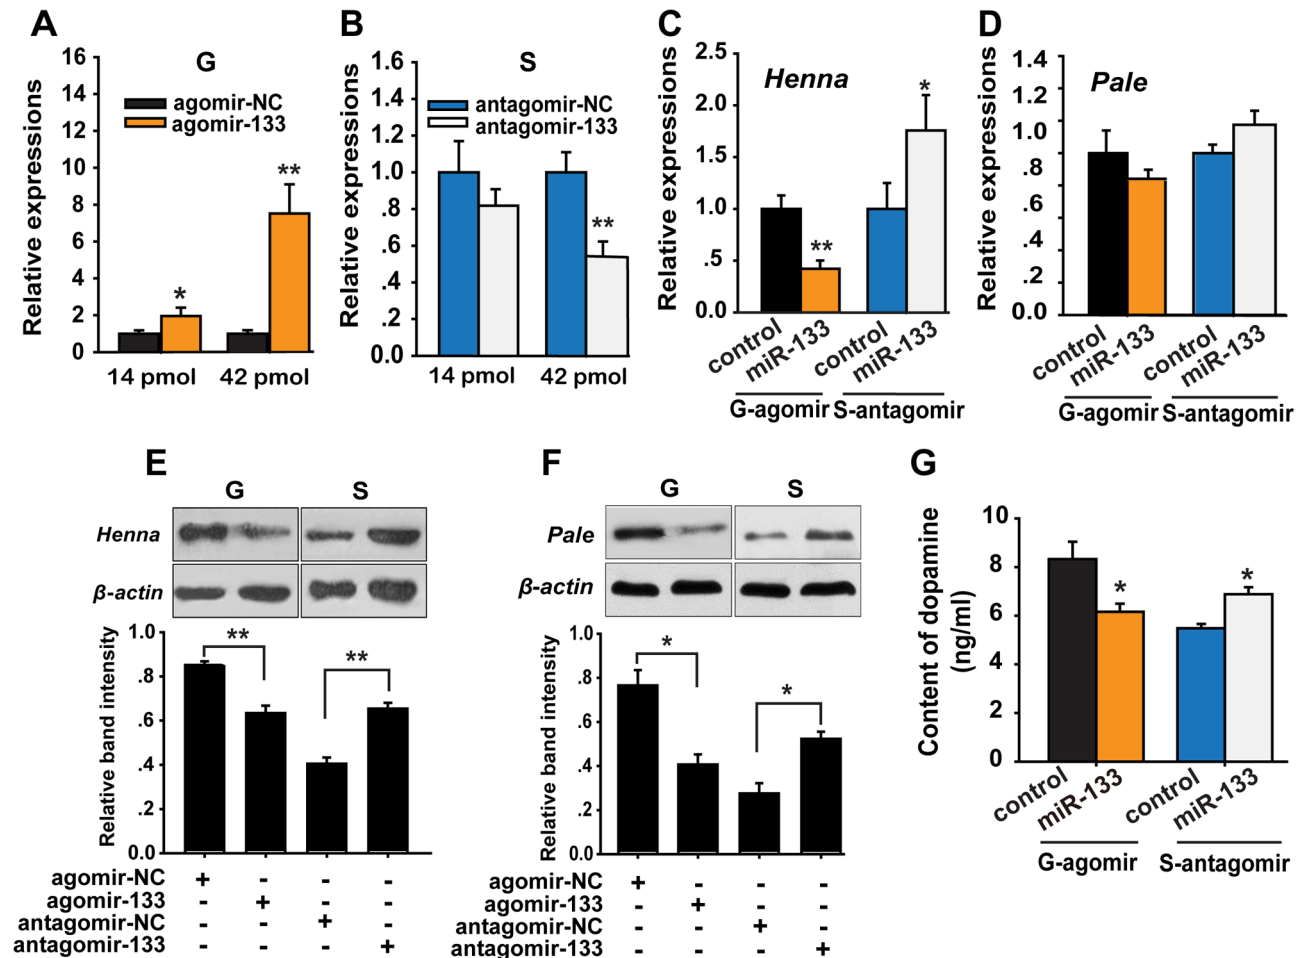 A
G
16
14
12
10
8
6
4
2
0
Relative expressions
agomir-NC
agomir-133
*
**
14 pmol
42 pmol
B
S
1.6
1.4
1.2
1.0
.8
.6
.4
.2
0.0
Relative expressions
antagomir-NC
antagomir-133
**
14 pmol
42 pmol
C
Henna
2.5
2.0
1.5
1.0
.5
0.0
Relative expressions
**
*
control
miR-133
control
miR-133
G-agomir
S-antagomir
D
Pale
1.4
1.2
1.0
.8
.6
.4
.2
0.0
Relative expressions
control
miR-133
control
miR-133
G-agomir
S-antagomir
E
G
S
Henna
β-actin
1.0
.8
.6
.4
.2
0.0
Relative band intensity
**
**
agomir-NC + - - -
agomir-133 - + - -
antagomir-NC - - + -
antagomir-133 - - - +
F
G
S
Pale
β-actin
1.0
.8
.6
.4
.2
0.0
Relative band intensity
*
*
agomir-NC + - - -
agomir-133 - + - -
antagomir-NC - - + -
antagomir-133 - - - +
G
10
8
6
4
2
0
Content of dopamine
(ng/ml)
*
*
control
miR-133
control
miR-133
G-agomir
S-antagomir